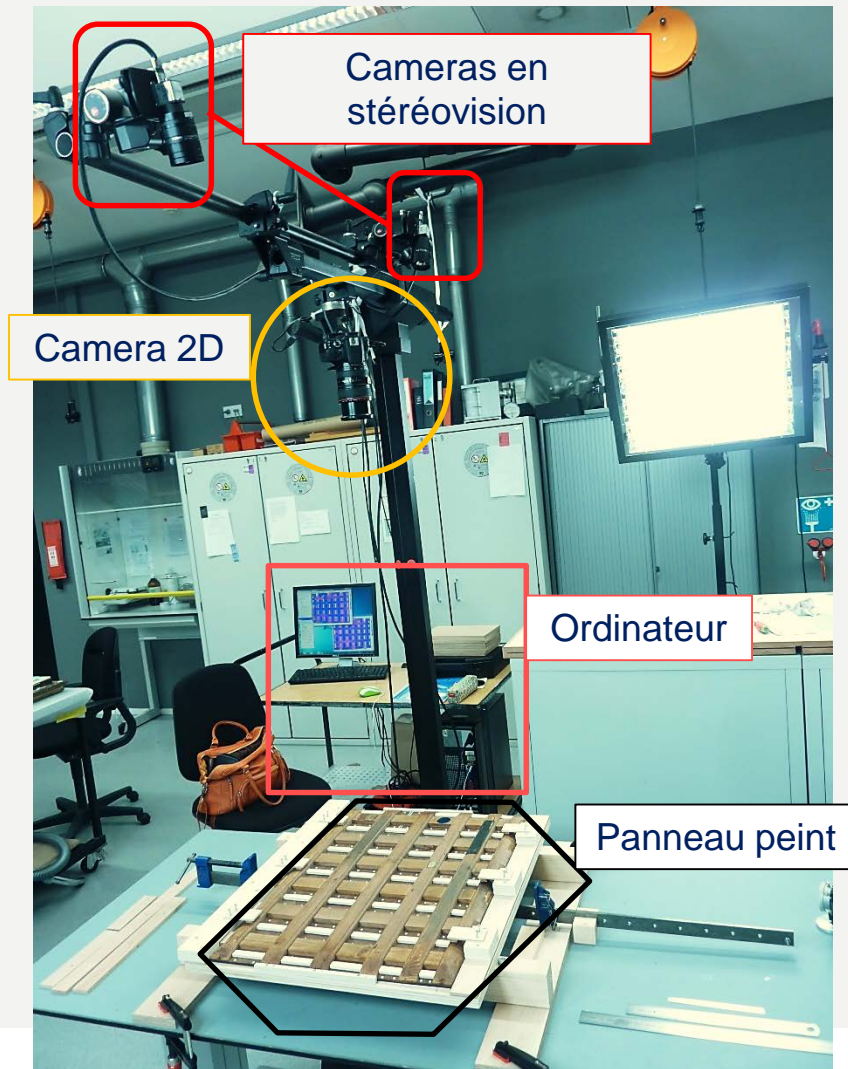 Cameras en
stéréovision
Camera 2D
Ordinateur
Panneau peint